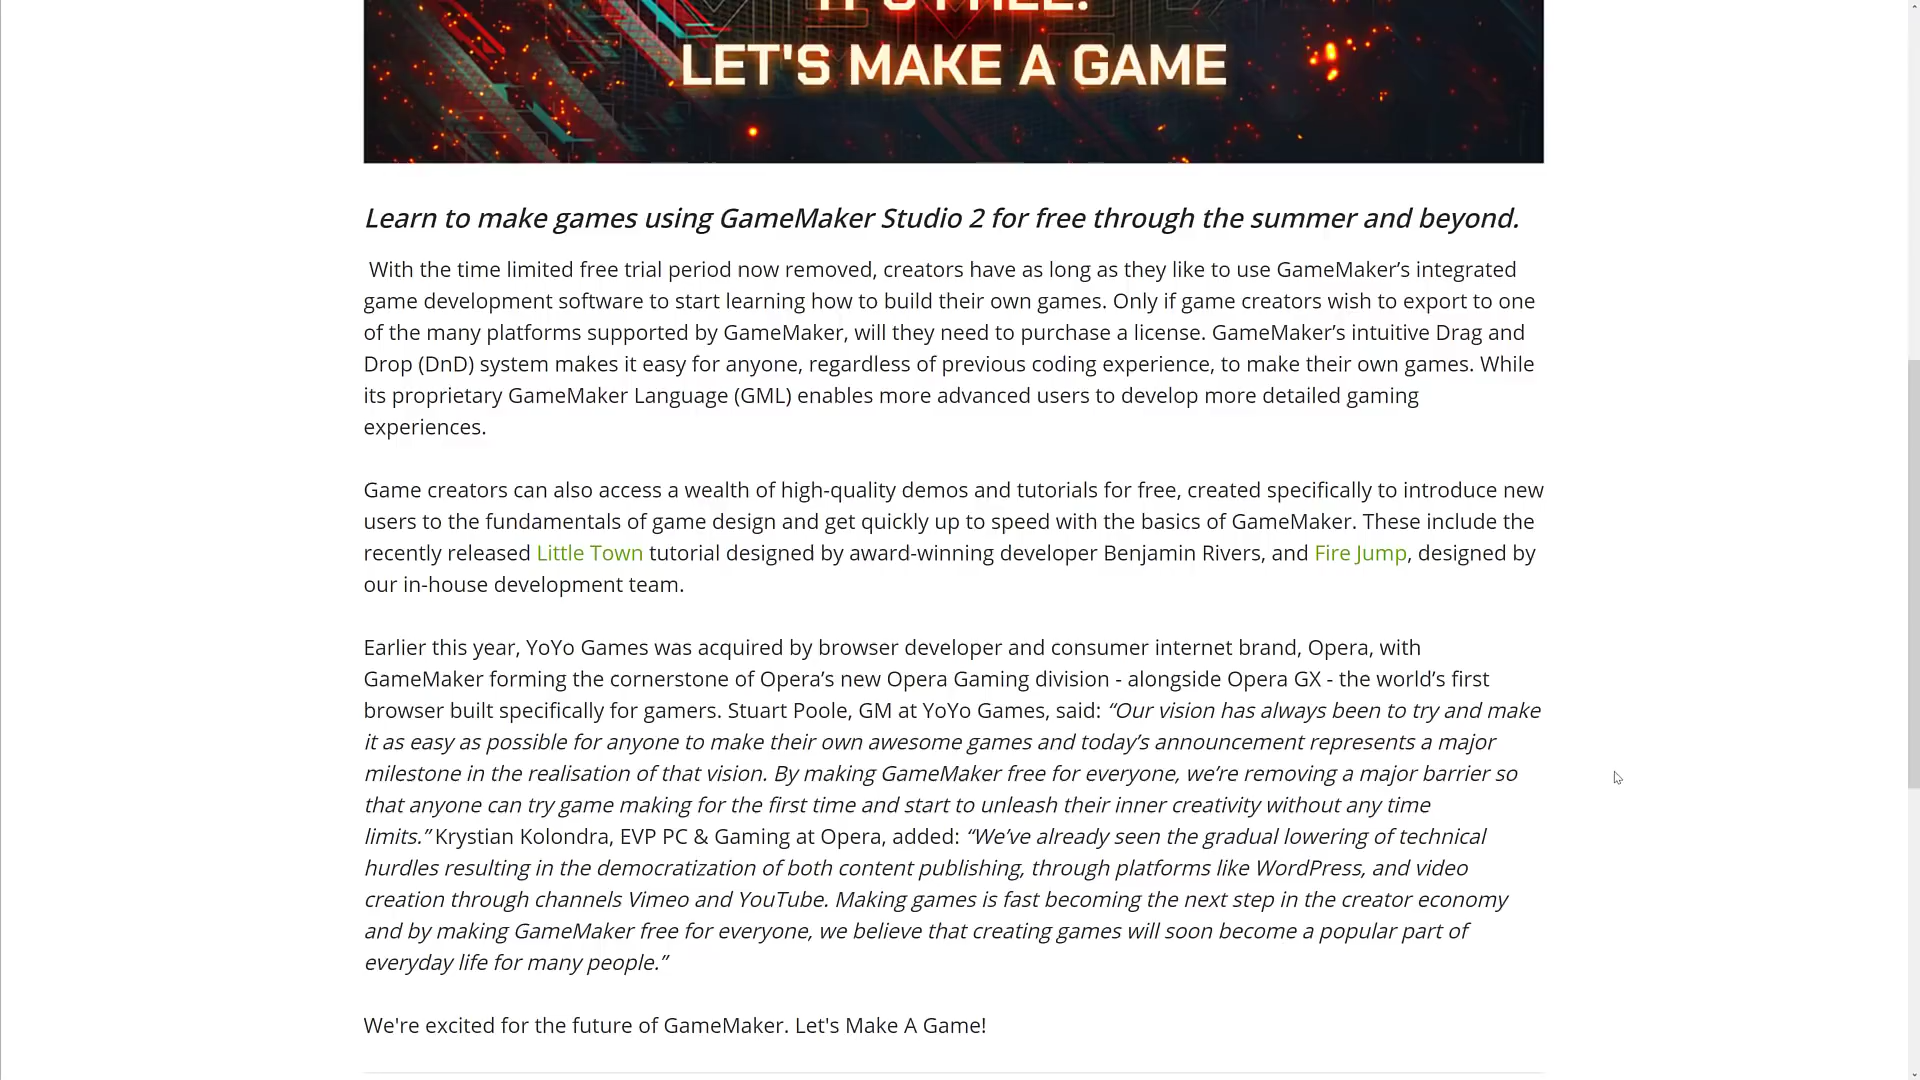 IT'S FREE.
LET'S MAKE A GAME
Learn to make games using GameMaker Studio 2 for free through the summer and beyond.
With the time limited free trial period now removed, creators have as long as they like to use GameMaker’s integrated
game development software to start learning how to build their own games. Only if game creators wish to export to one
of the many platforms supported by GameMaker, will they need to purchase a license. GameMaker’s intuitive Drag and
Drop (DnD) system makes it easy for anyone, regardless of previous coding experience, to make their own games. While
its proprietary GameMaker Language (GML) enables more advanced users to develop more detailed gaming
experiences.
Game creators can also access a wealth of high-quality demos and tutorials for free, created specifically to introduce new
users to the fundamentals of game design and get quickly up to speed with the basics of GameMaker. These include the
recently released Little Town tutorial designed by award-winning developer Benjamin Rivers, and Fire Jump, designed by
our in-house development team.
Earlier this year, YoYo Games was acquired by browser developer and consumer internet brand, Opera, with
GameMaker forming the cornerstone of Opera’s new Opera Gaming division - alongside Opera GX - the world’s first
browser built specifically for gamers. Stuart Poole, GM at YoYo Games, said: “Our vision has always been to try and make
it as easy as possible for anyone to make their own awesome games and today’s announcement represents a major
milestone in the realisation of that vision. By making GameMaker free for everyone, we’re removing a major barrier so
that anyone can try game making for the first time and start to unleash their inner creativity without any time
limits.” Krystian Kolondra, EVP PC & Gaming at Opera, added: “We’ve already seen the gradual lowering of technical
hurdles resulting in the democratization of both content publishing, through platforms like WordPress, and video
creation through channels Vimeo and YouTube. Making games is fast becoming the next step in the creator economy
and by making GameMaker free for everyone, we believe that creating games will soon become a popular part of
everyday life for many people.”
We're excited for the future of GameMaker. Let's Make A Game!